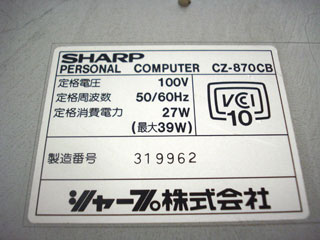 SHARP
PERSONAL COMPUTER CZ-870CB
定格電圧 100V
定格周波数 50/60Hz
定格消費電力 27W
(最大39W)
VCCI
10
製造番号 319962
シャープ株式会社